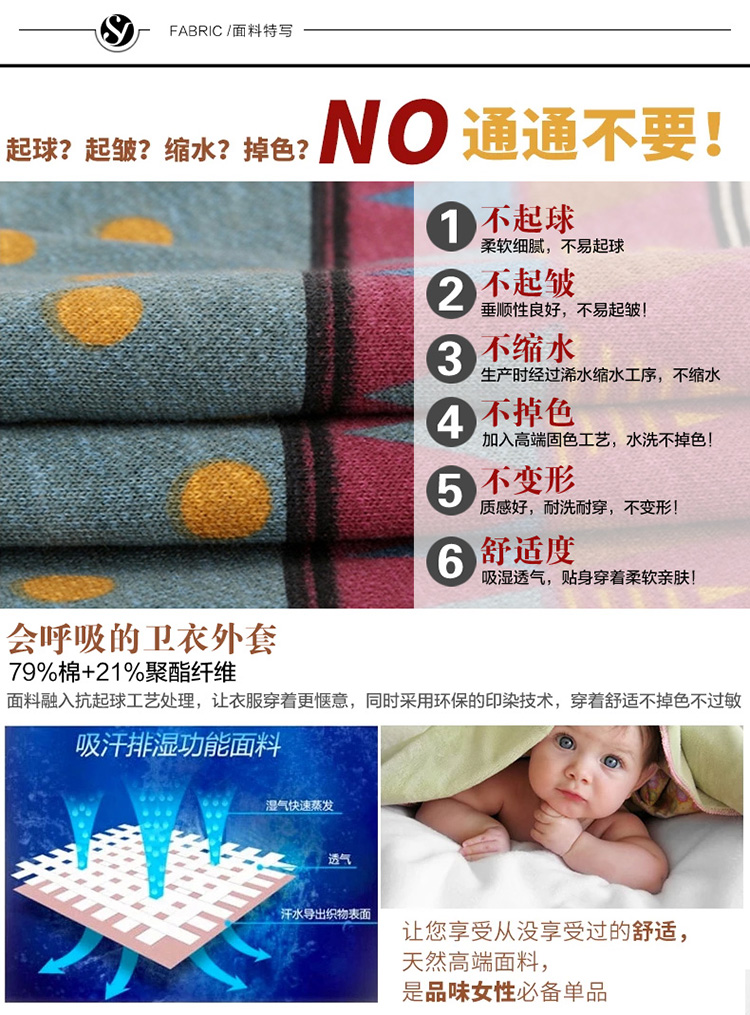 SY
FABRIC /面料特写
起球？起皱？缩水？掉色？NO 通通不要！
1 不起球
柔软细腻，不易起球
2 不起皱
垂顺性良好，不易起皱！
3 不缩水
生产时经过浠水缩水工序，不缩水
4 不掉色
加入高端固色工艺，水洗不掉色！
5 不变形
质感好，耐洗耐穿，不变形！
6 舒适度
吸湿透气，贴身穿着柔软亲肤！
会呼吸的卫衣外套
79%棉+21%聚酯纤维
面料融入抗起球工艺处理，让衣服穿着更惬意，同时采用环保的印染技术，穿着舒适不掉色不过敏
吸汗排湿功能面料
湿气快速蒸发
透气
汗水导出织物表面
让您享受从没享受过的舒适，
天然高端面料，
是品味女性必备单品